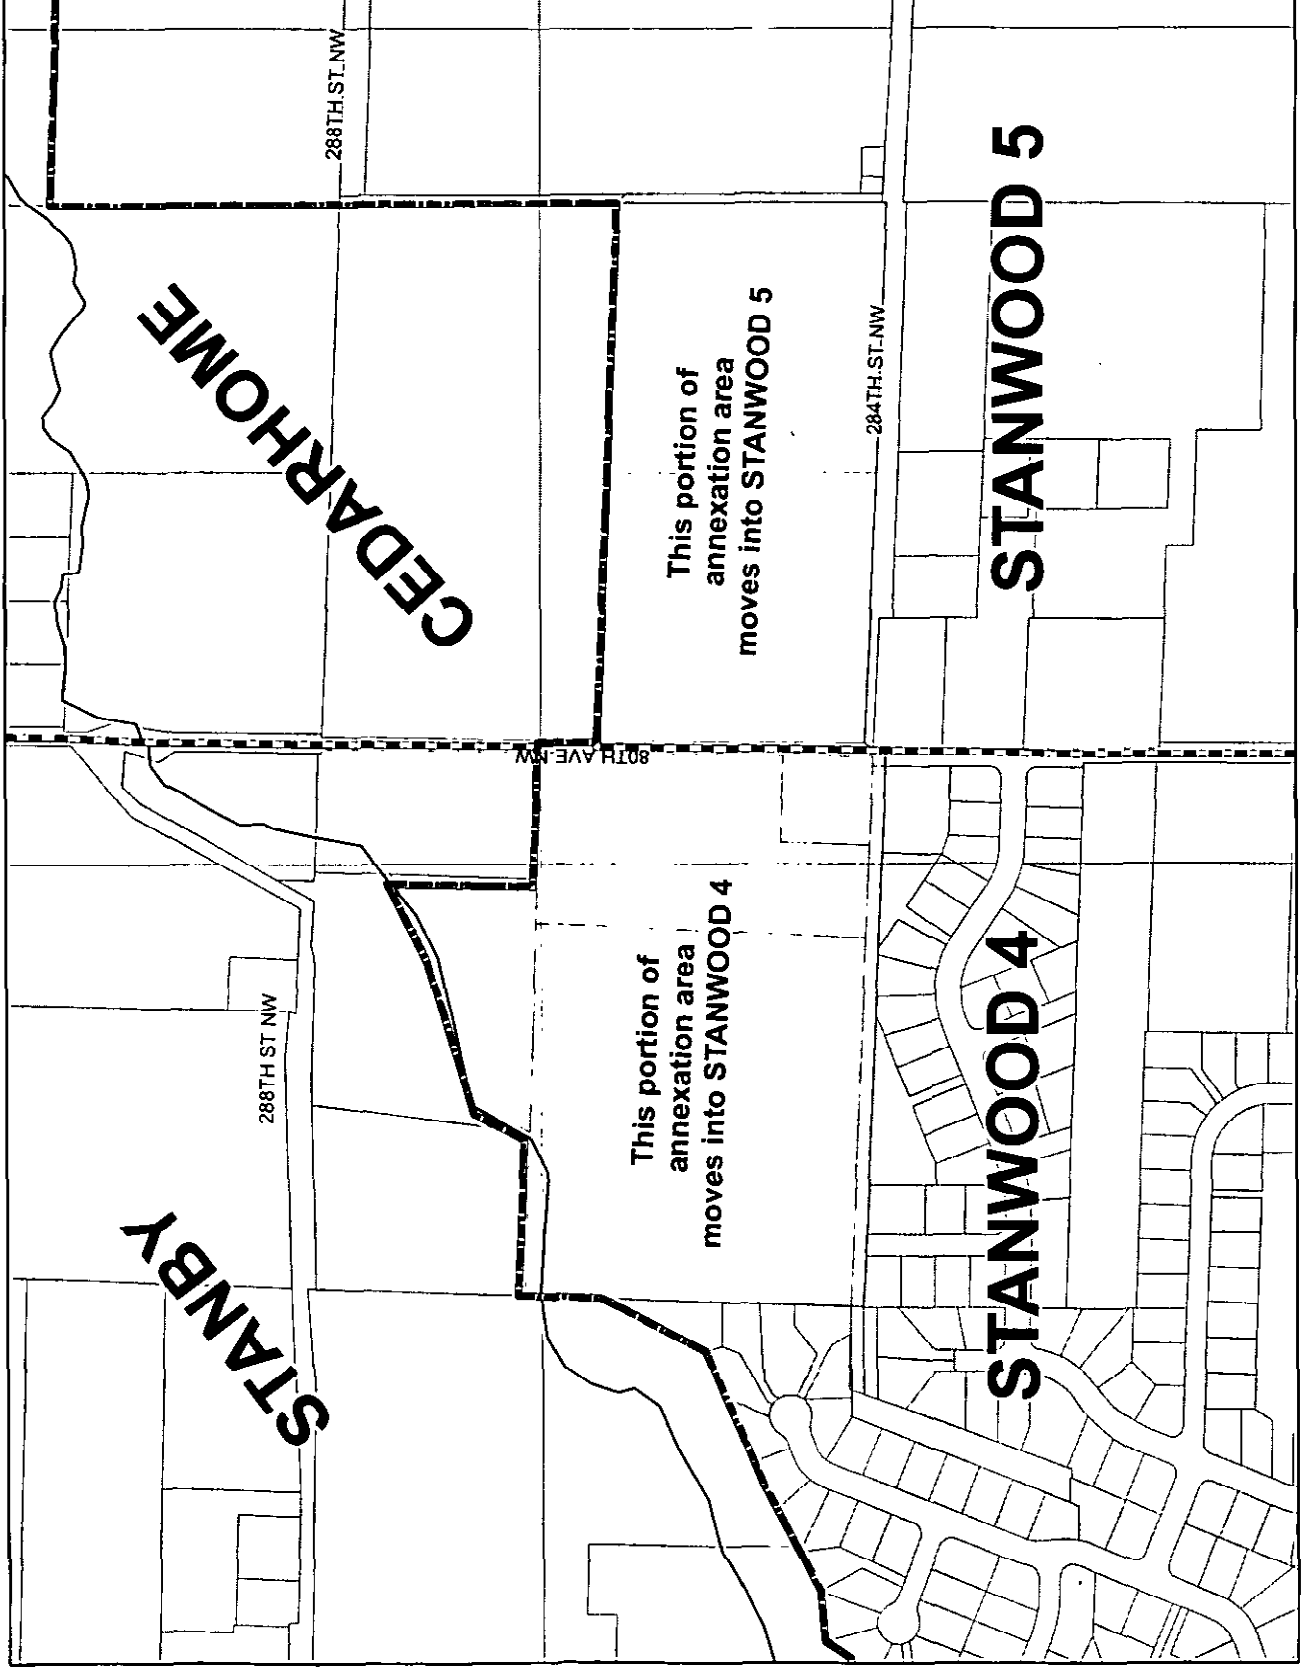 STANBY
CEDARHOME
288TH ST NW
288TH ST NW
80TH AVE NW
This portion of
annexation area
moves into STANWOOD 4
This portion of
annexation area
moves into STANWOOD 5
284TH ST NW
STANWOOD 4
STANWOOD 5